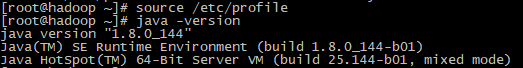 [root@hadoop ~]# source /etc/profile
[root@hadoop ~]# java -version
java version "1.8.0_144"
Java(TM) SE Runtime Environment (build 1.8.0_144-b01)
Java HotSpot(TM) 64-Bit Server VM (build 25.144-b01, mixed mode)